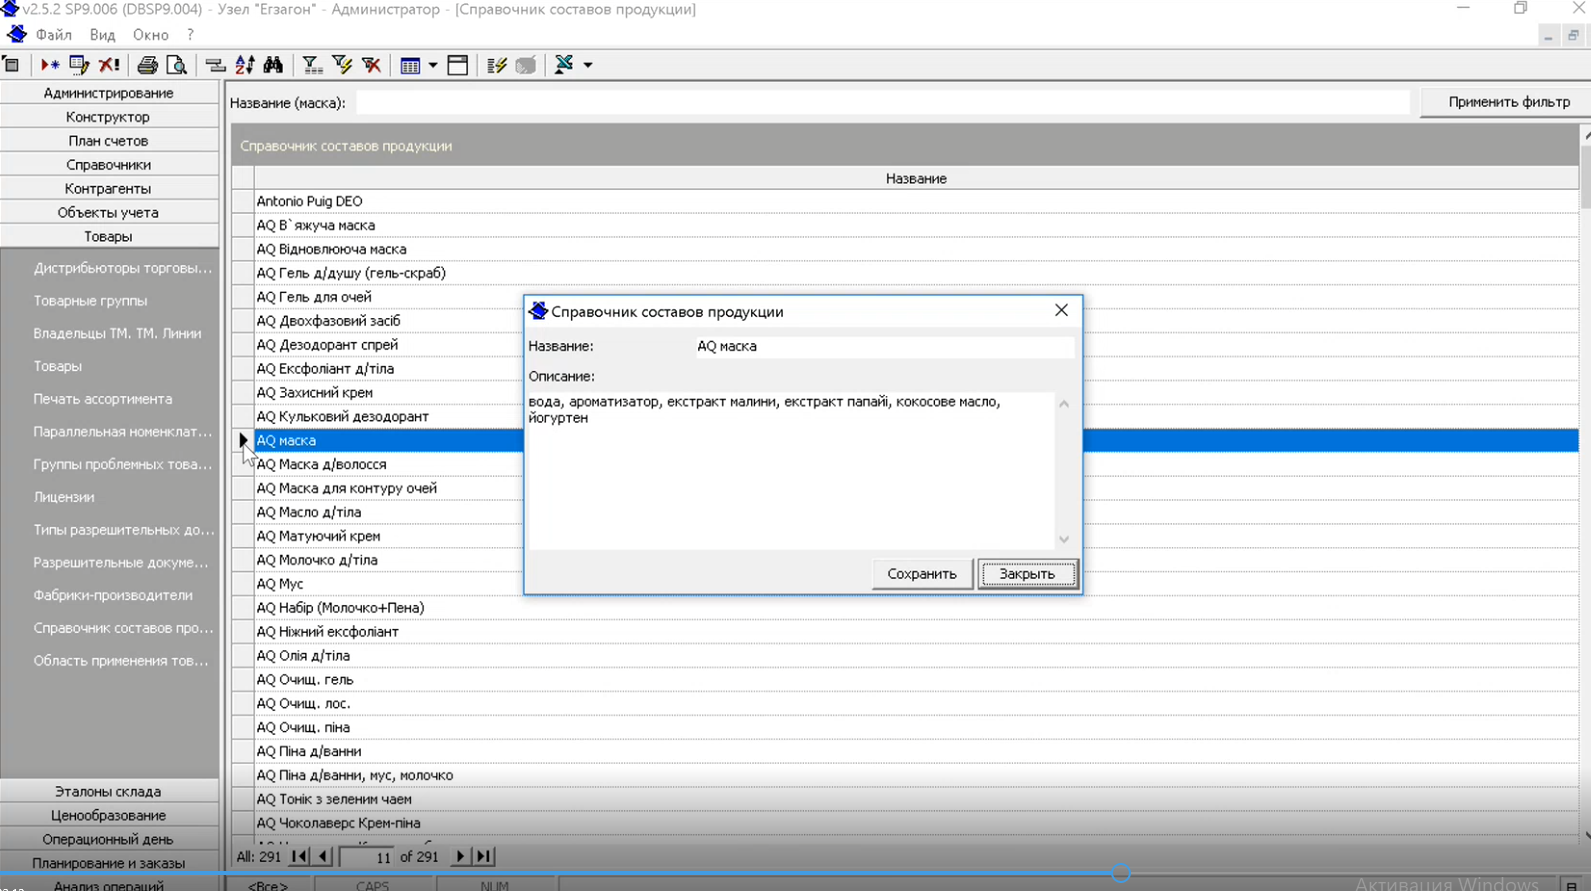 v2.5.2 SP9.006 (DBSP9.004) - Узел "Егзагон" - Администратор - [Справочник составов продукции]
Файл Вид Окно ?
Администрирование
Конструктор
План счетов
Справочники
Контрагенты
Объекты учета
Товары
Дистрибьюторы торговы...
Товарные группы
Владельцы ТМ. ТМ. Линии
Товары
Печать ассортимента
Параллельная номенклат...
Группы проблемных това...
Лицензии
Типы разрешительных до...
Разрешительные докуме...
Фабрики-производители
Справочник составов про...
Область применения тов...
Эталоны склада
Ценообразование
Операционный день
Планирование и заказы
Анализ операций
Название (маска):
Применить фильтр
Справочник составов продукции
Название
Antonio Puig DEO
AQ В`яжуча маска
AQ Відновлююча маска
AQ Гель д/душу (гель-скраб)
AQ Гель для очей
AQ Двохфазовий засіб
AQ Дезодорант спрей
AQ Ексфоліант д/тіла
AQ Захисний крем
AQ Кульковий дезодорант
AQ маска
AQ Маска д/волосся
AQ Маска для контуру очей
AQ Масло д/тіла
AQ Матуючий крем
AQ Молочко д/тіла
AQ Мус
AQ Набір (Молочко+Пена)
AQ Ніжний ексфоліант
AQ Олія д/тіла
AQ Очищ. гель
AQ Очищ. лос.
AQ Очищ. піна
AQ Піна д/ванни
AQ Піна д/ванни, мус, молочко
AQ Тонік з зеленим чаем
AQ Чоколаверс Крем-піна
Справочник составов продукции
Название: AQ маска
Описание:
вода, ароматизатор, екстракт малини, екстракт папайі, кокосове масло,
йогуртен
Сохранить Закрыть
All: 291 11 of 291
<Все> CAPS NUM
Активация Windows